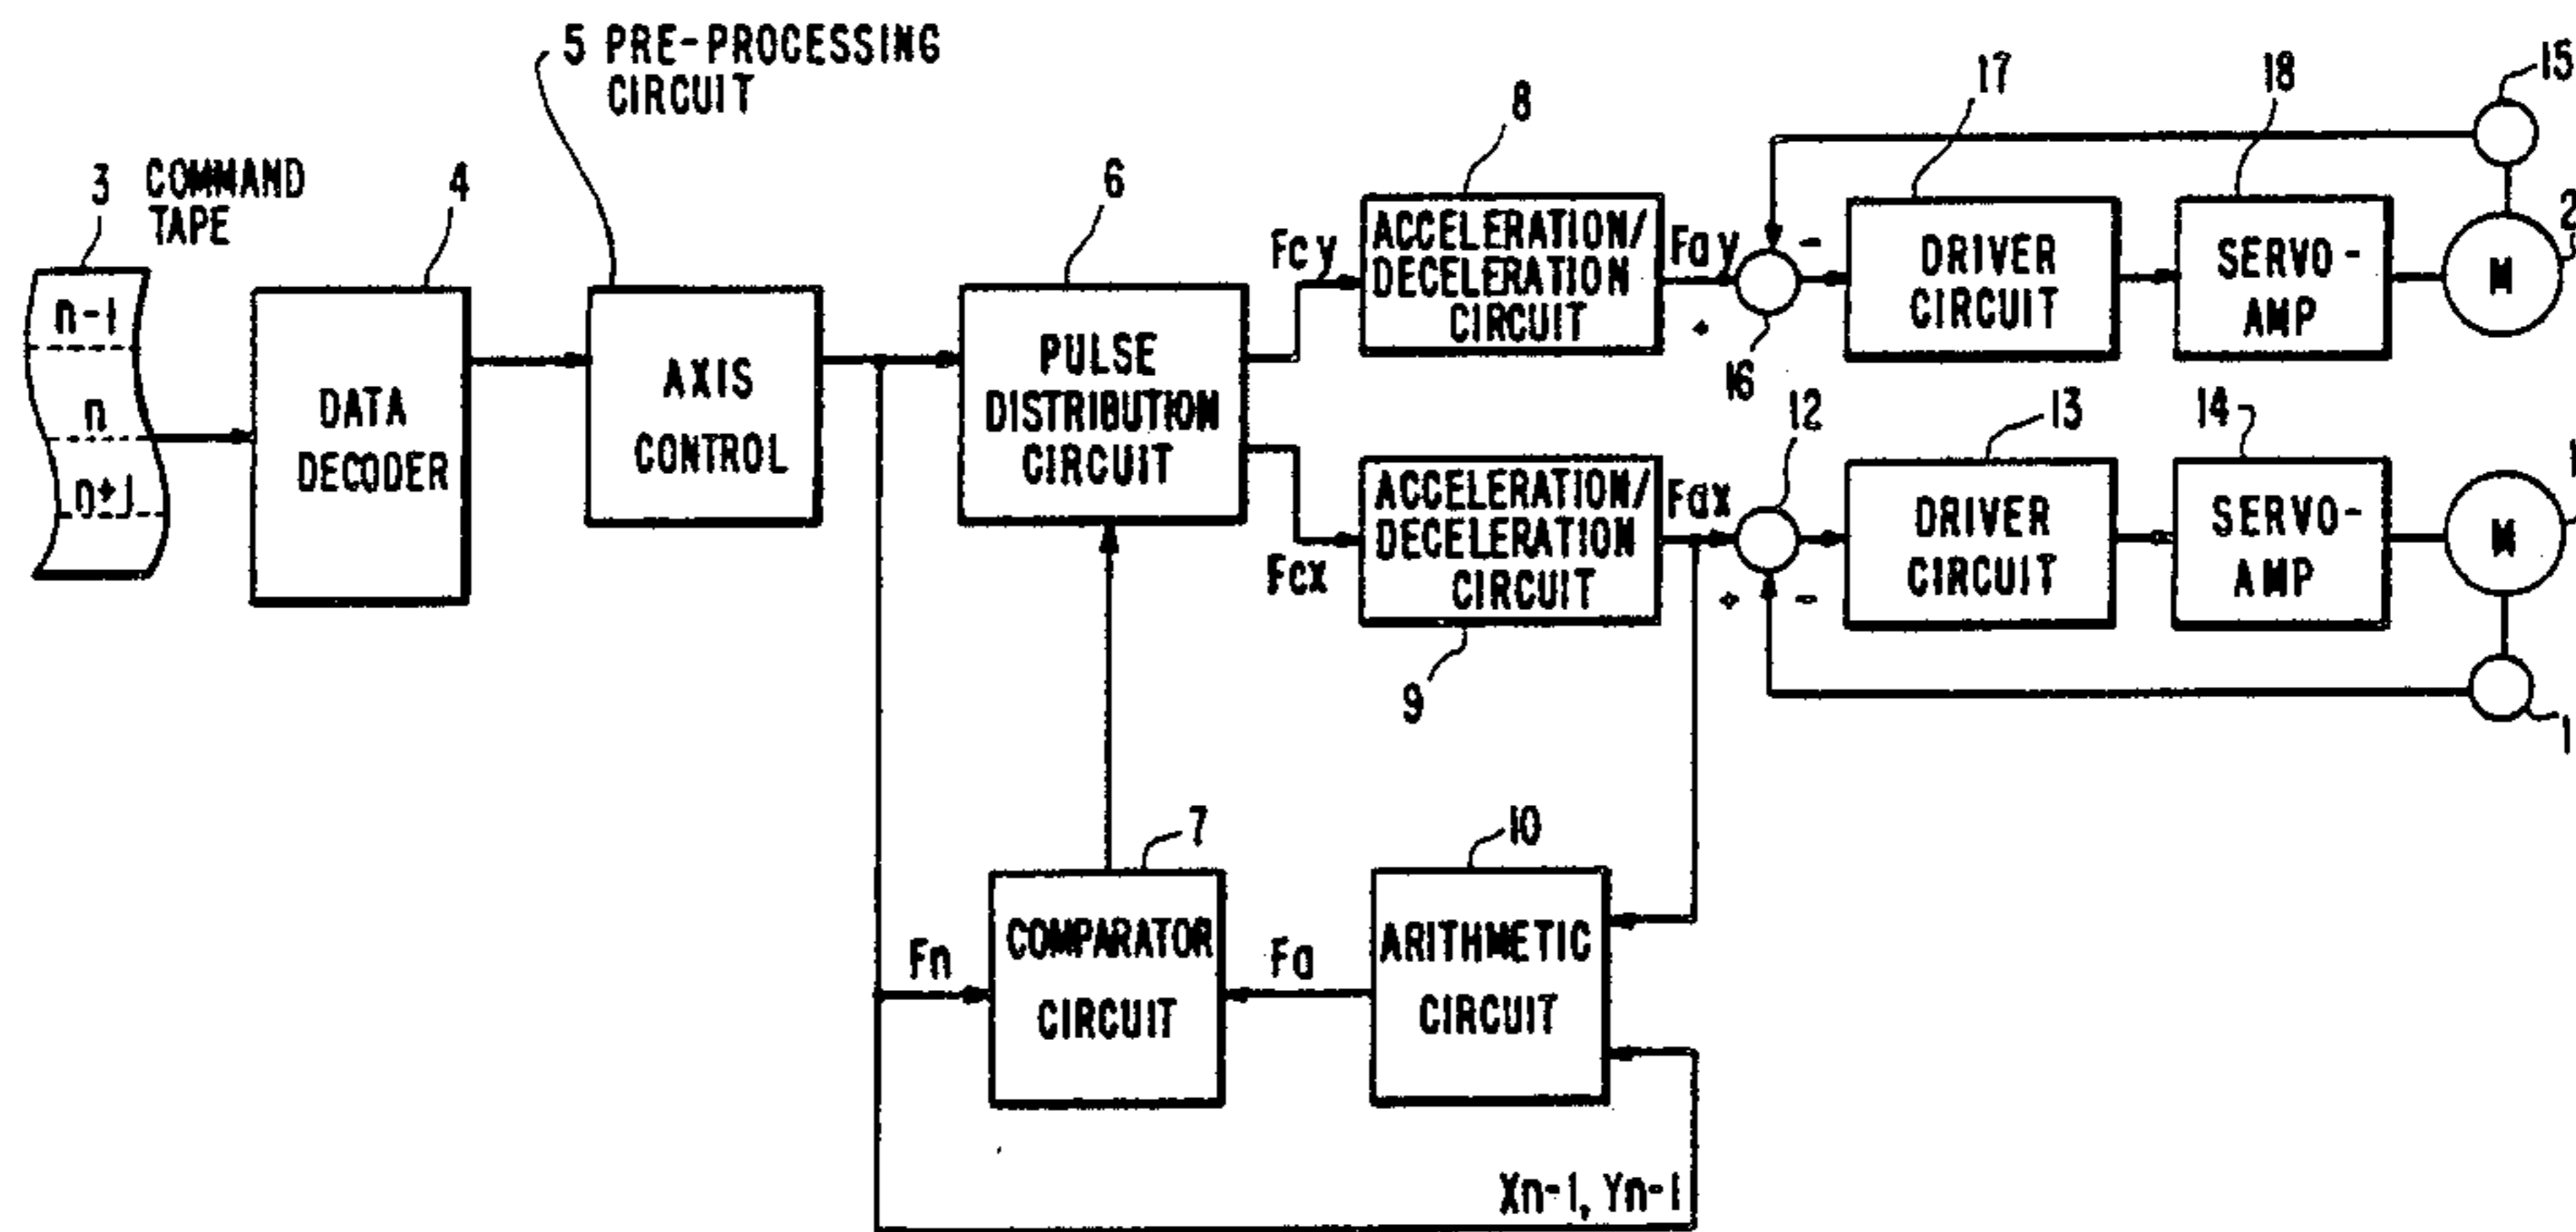 5 PRE-PROCESSING
CIRCUIT
3 COMMAND
TAPE
4
6
8
17
18
15
n-1
n
n+1
DATA
DECODER
AXIS
CONTROL
PULSE
DISTRIBUTION
CIRCUIT
Fcy
ACCELERATION/
DECELERATION
CIRCUIT
Fay
-
+
16
DRIVER
CIRCUIT
SERVO-
AMP
M
2
Fcx
ACCELERATION/
DECELERATION
CIRCUIT
9
Fax
12
+ -
13
DRIVER
CIRCUIT
14
SERVO-
AMP
M
1
1
7
10
Fn
COMPARATOR
CIRCUIT
Fa
ARITHMETIC
CIRCUIT
Xn-1, Yn-1